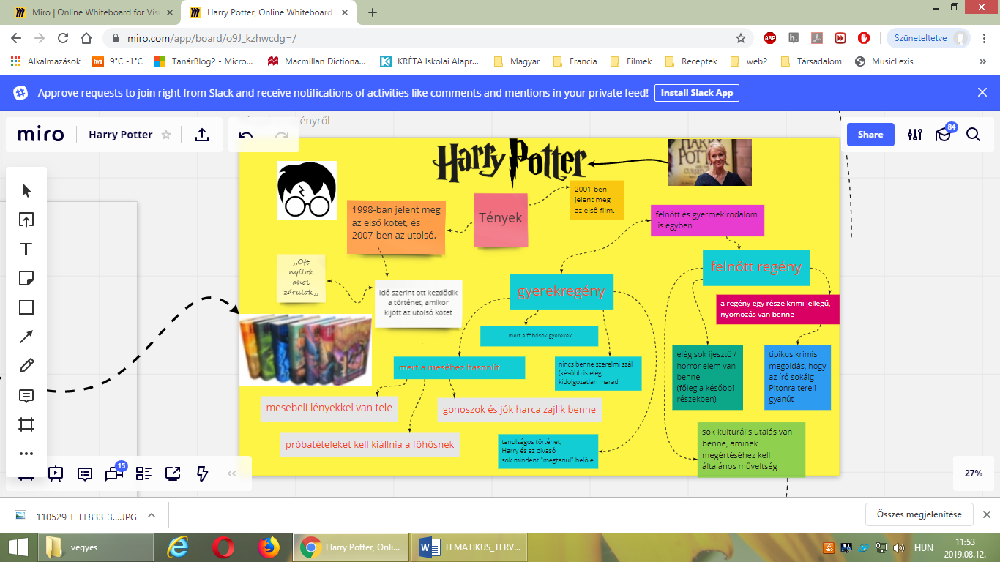 Miro | Online Whiteboard for Vis
Harry Potter, Online Whiteboard
miro.com/app/board/o9J_kzhwcdg=/
ABP
h.
Szüneteltetve
Alkalmazások
hvg
9°C -1°C
TanárBlog2 - Micro...
Macmillan Dictiona...
KRÉTA Iskolai Alapr...
Magyar
Francia
Filmek
Receptek
web2
Társadalom
MusicLexis
»
Approve requests to join right from Slack and receive notifications of activities like comments and mentions in your private feed!
Install Slack App
ényről
miro
Harry Potter
Share
84
Harry Potter
HARRY
POTTER
1998-ban jelent meg
az első kötet, és
2007-ben az utolsó.
Tények
2001-ben
jelent meg
az első film.
felnőtt és gyermekirodalom
is egyben
„Ott
nyílok
ahol
zárulok„
Idő szerint ott kezdődik
a történet, amikor
kijött az utolsó kötet
gyerekregény
felnőtt regény
a regény egy része krimi jellegű,
nyomozás van benne
mert a főhősök gyerekek
mert a meséhez hasonlít
nincs benne szerelmi szál
(később is elég
kidolgozatlan marad
elég sok ijesztő /
horror elem van
benne
(főleg a későbbi
részekben)
tipikus krimis
megoldás, hogy
az író sokáig
Pitonra tereli
gyanút
mesebeli lényekkel van tele
gonoszok és jók harca zajlik benne
próbatételeket kell kiállnia a főhősnek
tanulságos történet,
Harry és az olvasó
sok mindent "megtanul" belőle
sok kulturális utalás van
benne, aminek
megértéséhez kell
általános műveltség
15
27%
110529-F-EL833-3....JPG
Összes megjelenítése
vegyes
Harry Potter, Onli...
TEMATIKUS_TERV...
HUN
11:53
2019.08.12.